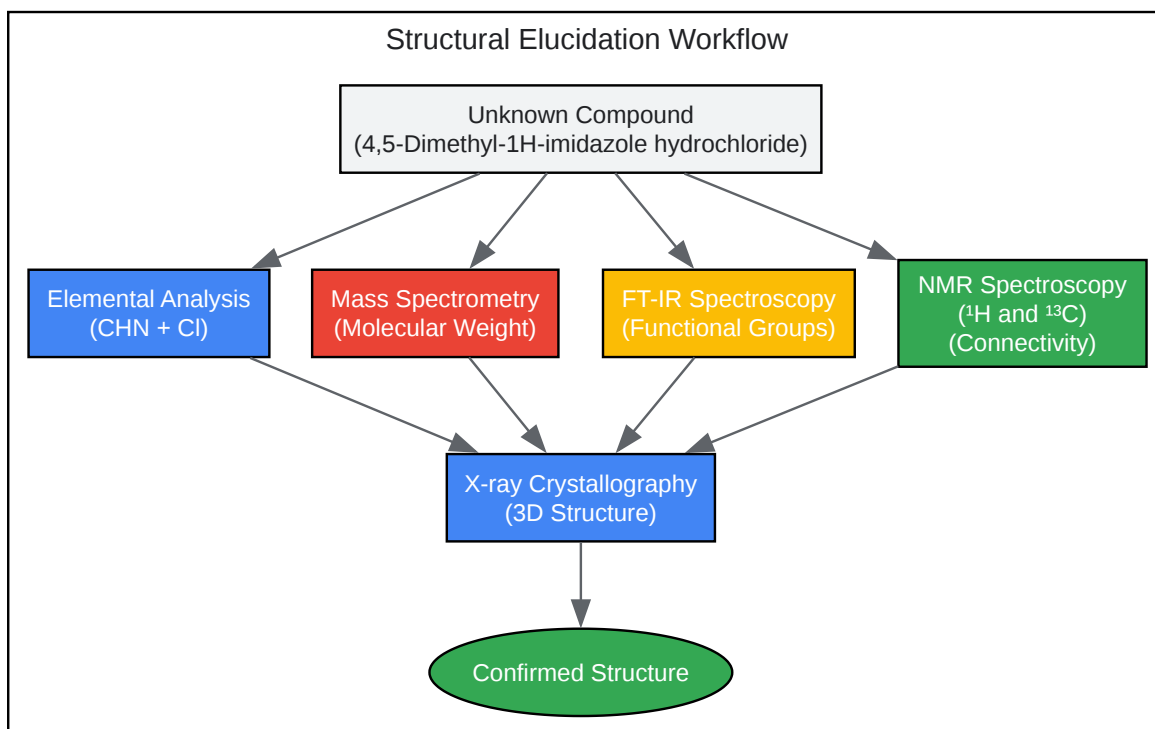 Structural Elucidation Workflow
Unknown Compound
(4,5-Dimethyl-1H-imidazole hydrochloride)
Elemental Analysis
(CHN + Cl)
Mass Spectrometry
(Molecular Weight)
FT-IR Spectroscopy
(Functional Groups)
NMR Spectroscopy
(¹H and ¹³C)
(Connectivity)
X-ray Crystallography
(3D Structure)
Confirmed Structure